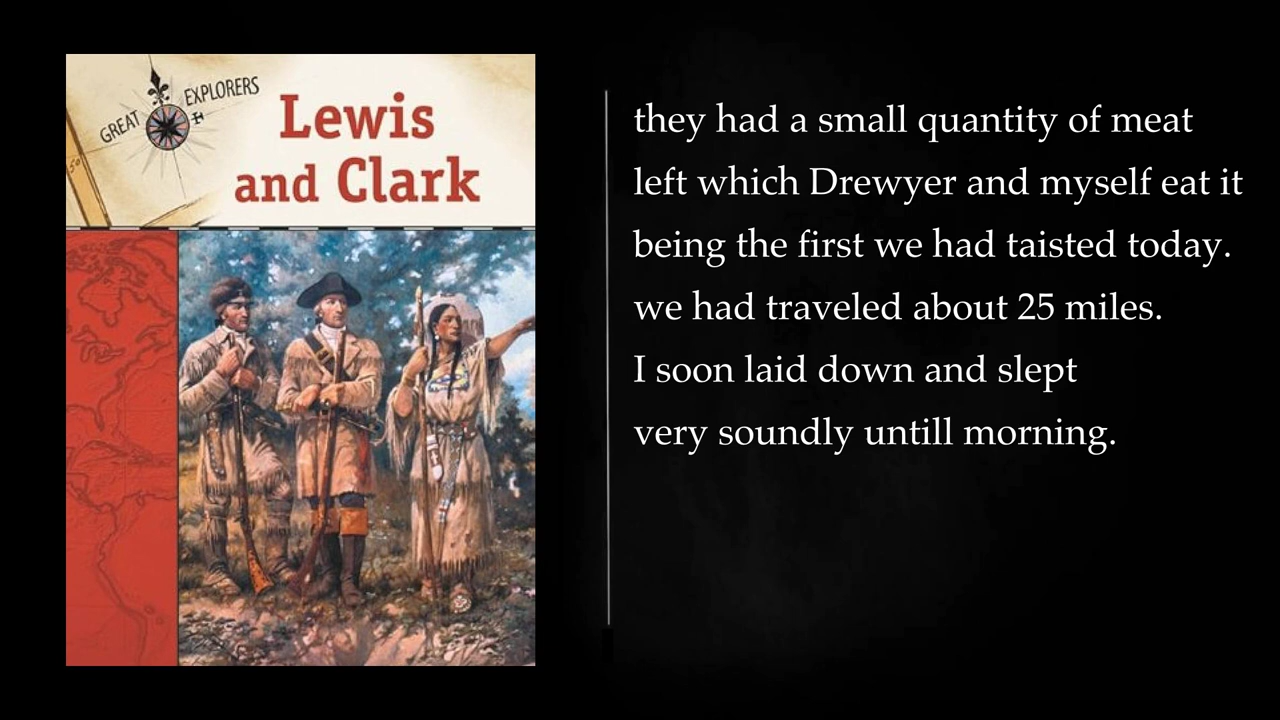 GREAT EXPLORERS
Lewis
and Clark
they had a small quantity of meat
left which Drewyer and myself eat it
being the first we had taisted today.
we had traveled about 25 miles.
I soon laid down and slept
very soundly untill morning.